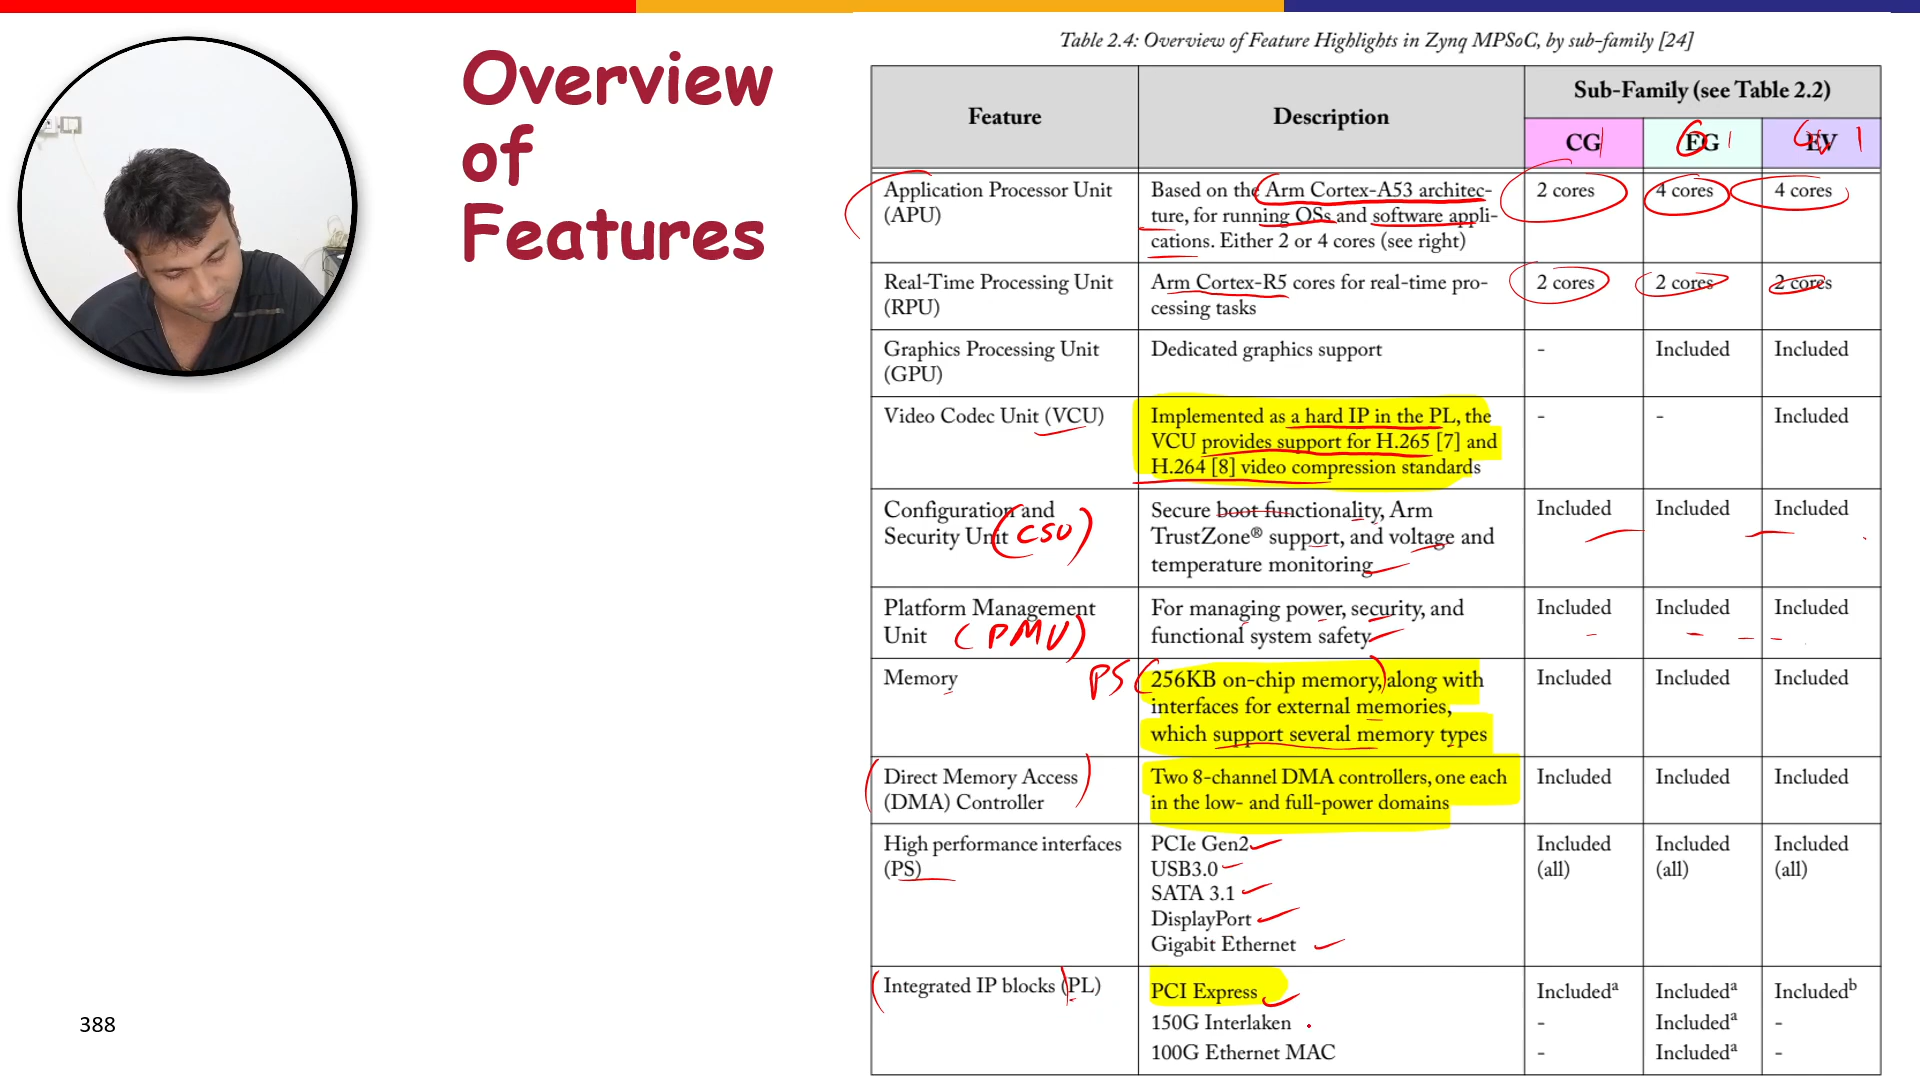 Overview
of
Features
388
Table 2.4: Overview of Feature Highlights in Zynq MPSoC, by sub-family [24]
Feature
Description
Sub-Family (see Table 2.2)
CG
EG
EV
Application Processor Unit
(APU)
Based on the Arm Cortex-A53 architec-
ture, for running OSs and software appli-
cations. Either 2 or 4 cores (see right)
2 cores
4 cores
4 cores
Real-Time Processing Unit
(RPU)
Arm Cortex-R5 cores for real-time pro-
cessing tasks
2 cores
2 cores
2 cores
Graphics Processing Unit
(GPU)
Dedicated graphics support
-
Included
Included
Video Codec Unit (VCU)
Implemented as a hard IP in the PL, the
VCU provides support for H.265 [7] and
H.264 [8] video compression standards
-
-
Included
Configuration and
Security Unit (CSU)
Secure boot functionality, Arm
TrustZone® support, and voltage and
temperature monitoring
Included
Included
Included
Platform Management
Unit (PMU)
For managing power, security, and
functional system safety
Included
Included
Included
Memory
PS (256KB on-chip memory,) along with
interfaces for external memories,
which support several memory types
Included
Included
Included
Direct Memory Access
(DMA) Controller
Two 8-channel DMA controllers, one each
in the low- and full-power domains
Included
Included
Included
High performance interfaces
(PS)
PCIe Gen2
USB3.0
SATA 3.1
DisplayPort
Gigabit Ethernet
Included
(all)
Included
(all)
Included
(all)
Integrated IP blocks (PL)
PCI Express
150G Interlaken
100G Ethernet MAC
Includedᵃ
-
-
Includedᵃ
Includedᵃ
Includedᵃ
Includedᵇ
-
-